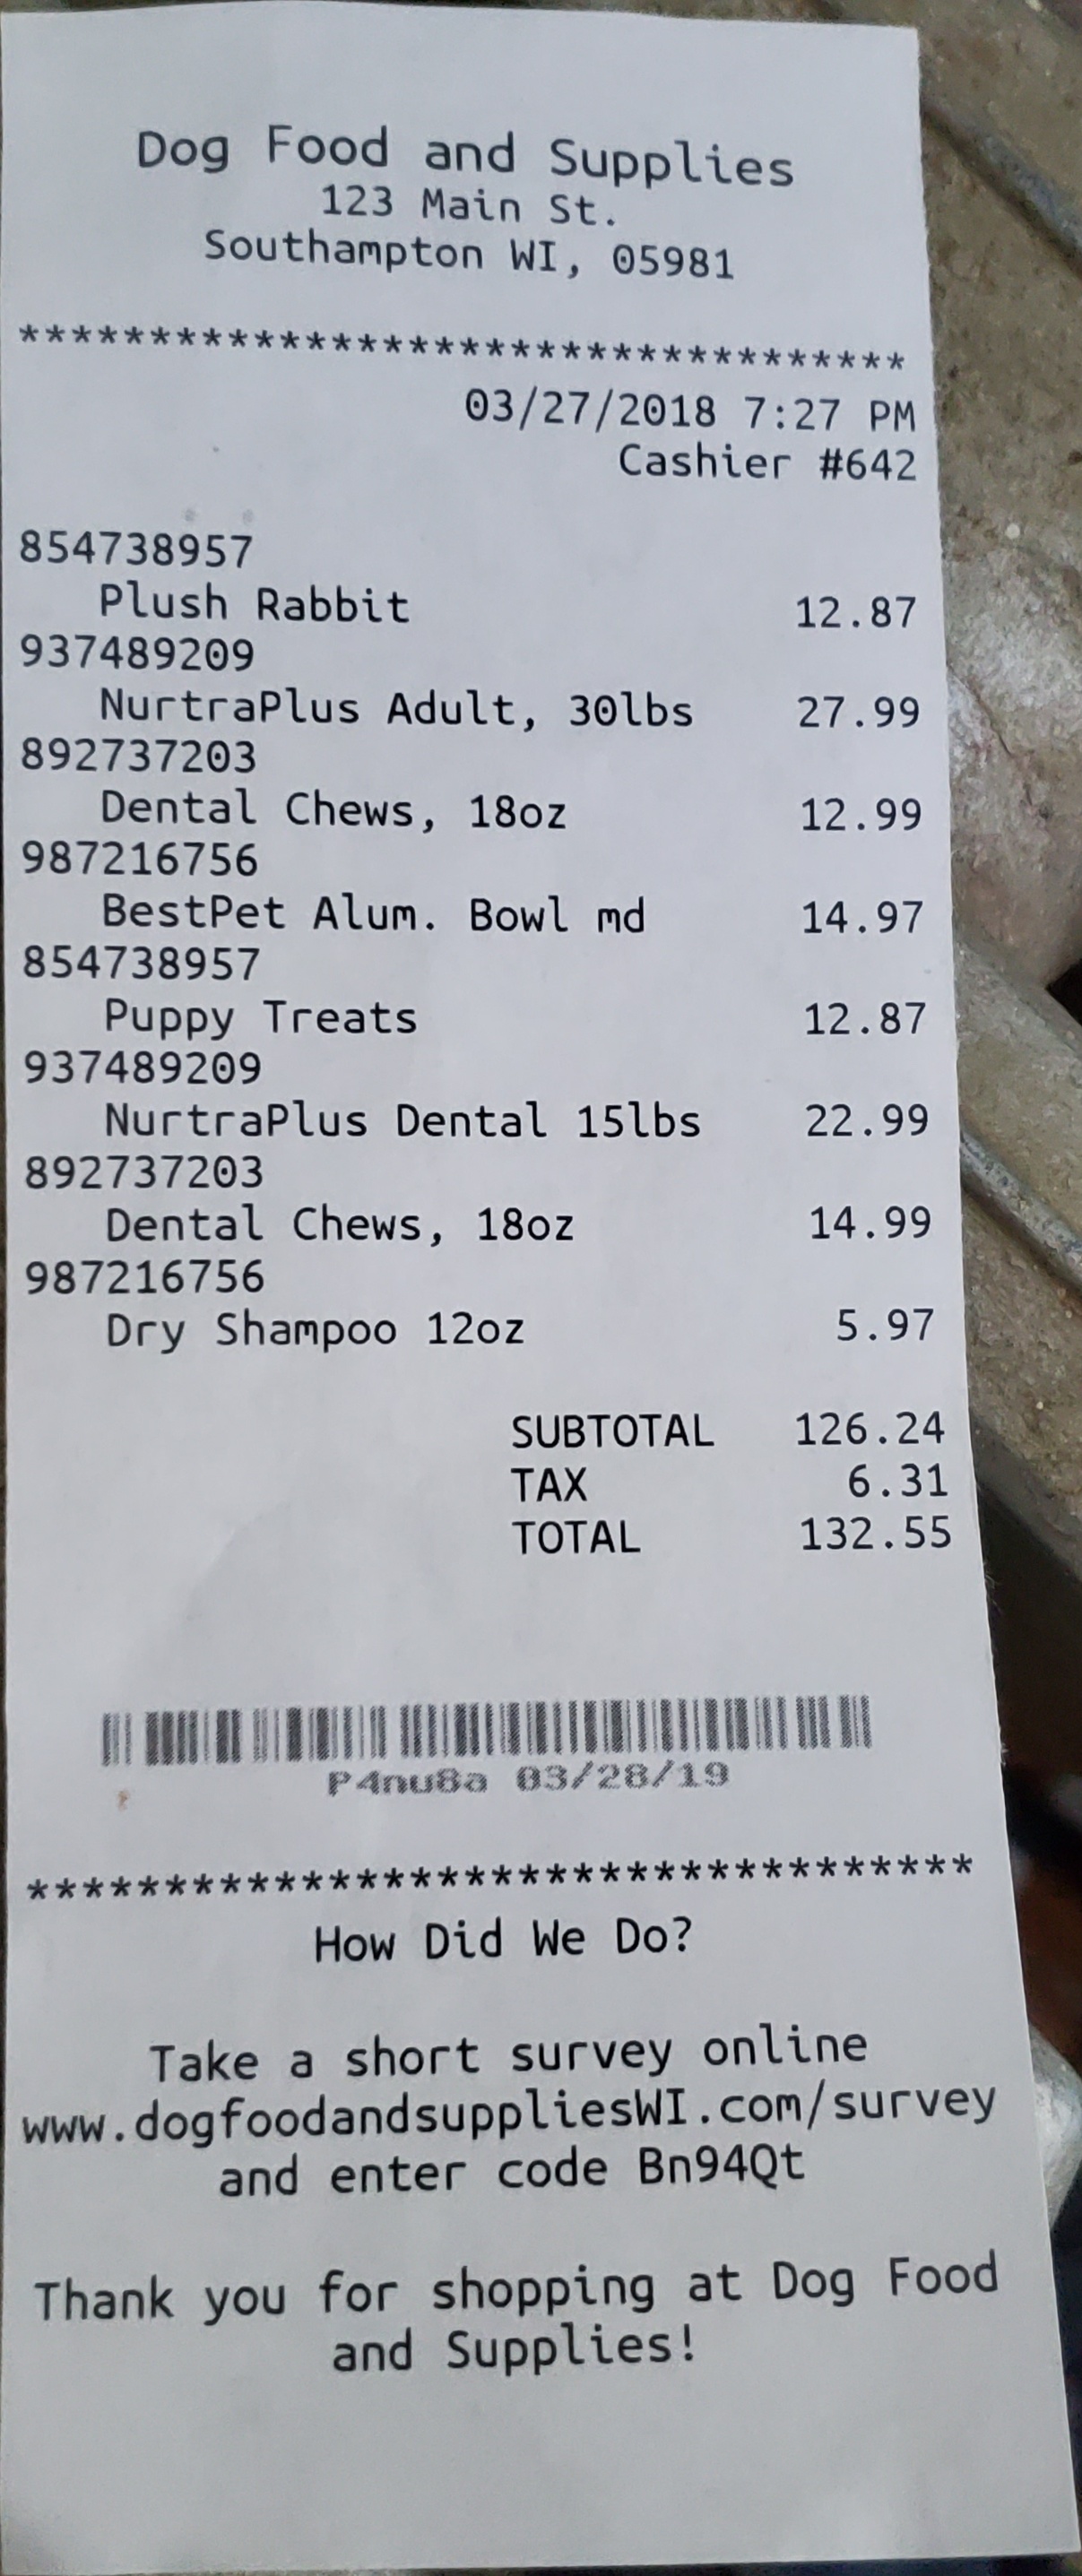 Dog Food and Supplies
123 Main St.
Southampton WI, 05981
**********************************
03/27/2018 7:27 PM
Cashier #642
854738957
Plush Rabbit 12.87
937489209
NurtraPlus Adult, 30lbs 27.99
892737203
Dental Chews, 18oz 12.99
987216756
BestPet Alum. Bowl md 14.97
854738957
Puppy Treats 12.87
937489209
NurtraPlus Dental 15lbs 22.99
892737203
Dental Chews, 18oz 14.99
987216756
Dry Shampoo 12oz 5.97
SUBTOTAL 126.24
TAX 6.31
TOTAL 132.55
P4nu8a 03/28/19
**********************************
How Did We Do?
Take a short survey online
www.dogfoodandsuppliesWI.com/survey
and enter code Bn94Qt
Thank you for shopping at Dog Food
and Supplies!